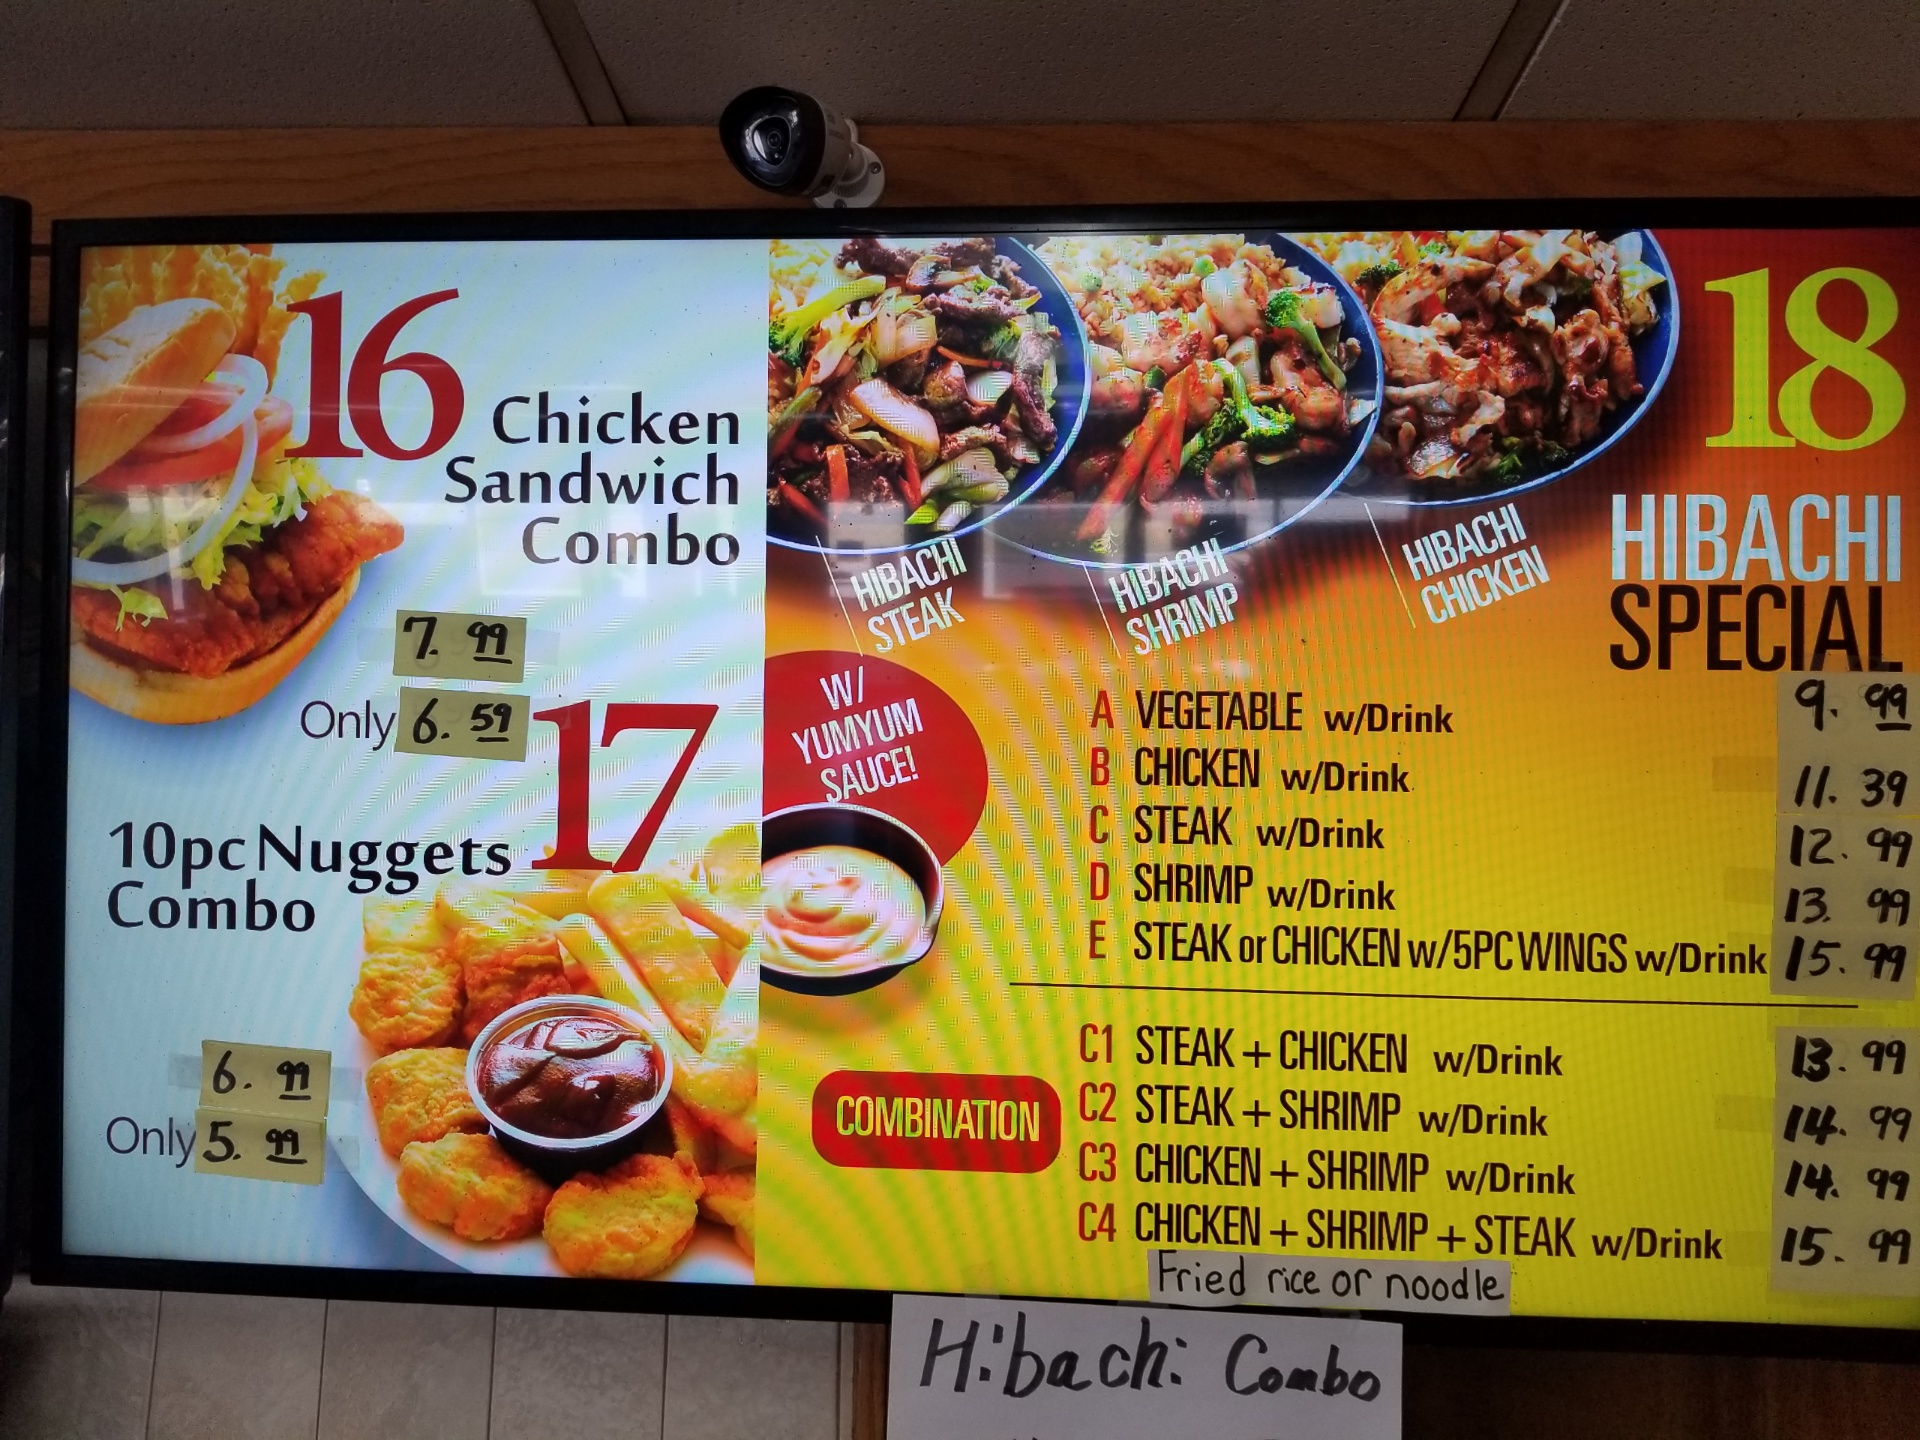 16
Chicken
Sandwich
Combo
7. 99
Only 6. 59
17
10pc Nuggets
Combo
6. 99
Only 5. 99
HIBACHI
STEAK
HIBACHI
SHRIMP
HIBACHI
CHICKEN
18
HIBACHI
SPECIAL
W/
YUMYUM
SAUCE!
A VEGETABLE w/Drink 9. 99
B CHICKEN w/Drink 11. 39
C STEAK w/Drink 12. 99
D SHRIMP w/Drink 13. 99
E STEAK or CHICKEN w/5PC WINGS w/Drink 15. 99
COMBINATION
C1 STEAK + CHICKEN w/Drink 13. 99
C2 STEAK + SHRIMP w/Drink 14. 99
C3 CHICKEN + SHRIMP w/Drink 14. 99
C4 CHICKEN + SHRIMP + STEAK w/Drink 15. 99
Fried rice or noodle
Hibachi Combo